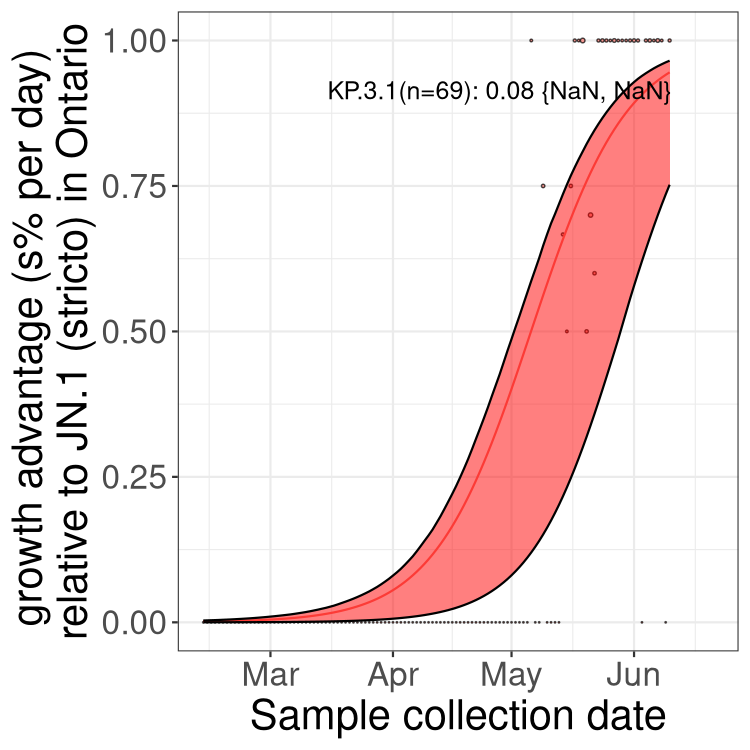 growth advantage (s% per day)
relative to JN.1 (stricto) in Ontario
1.00
0.75
0.50
0.25
0.00
KP.3.1(n=69): 0.08 {NaN, NaN}
Mar Apr May Jun
Sample collection date